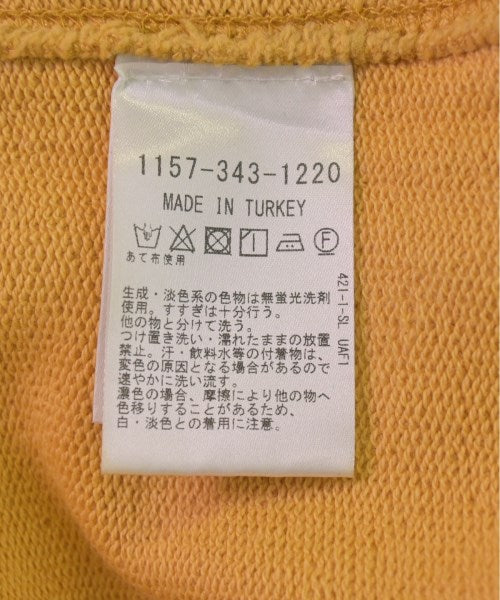 1157-343-1220
MADE IN TURKEY
F
あて布使用
生成・淡色系の色物は無蛍光洗剤
使用。すすぎは十分行う。
他の物と分けて洗う。
つけ置き洗い・濡れたままの放置
禁止。汗・飲料水等の付着物は、
変色の原因となる場合があるので
速やかに洗い流す。
濃色の場合、摩擦により他の物へ
色移りすることがあるため、
白・淡色との着用に注意。
421-1-SL UAF1